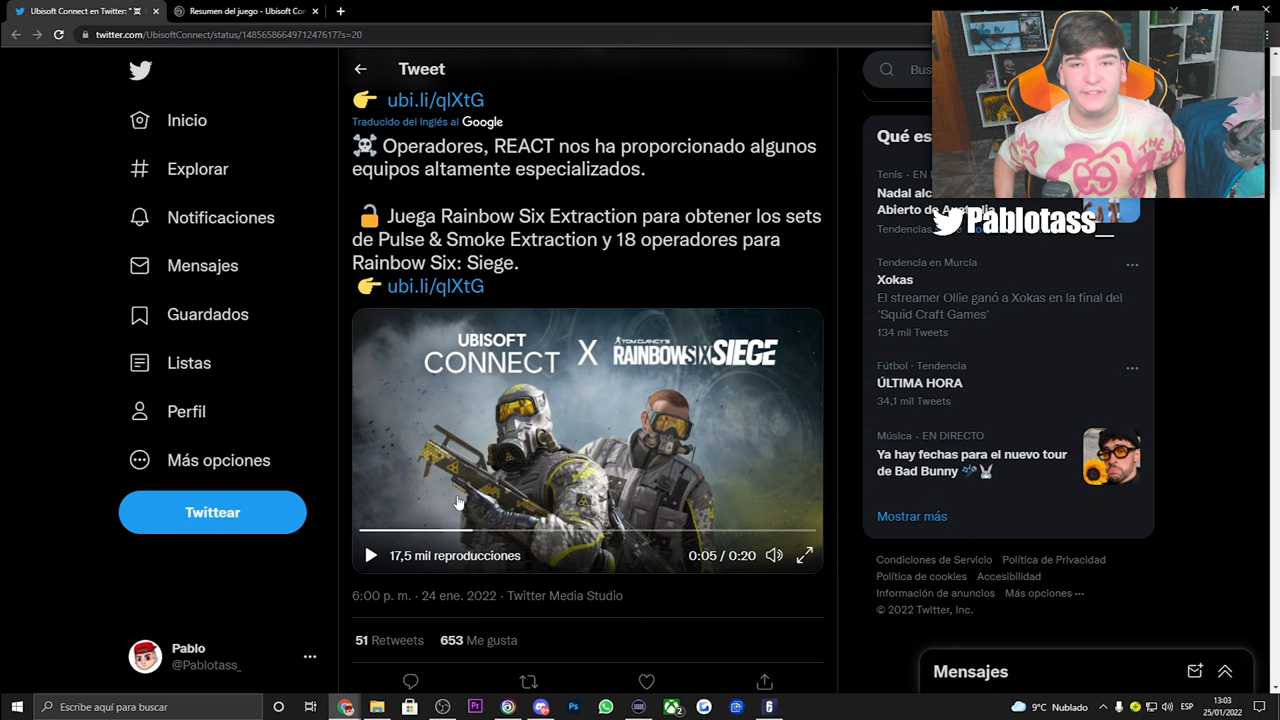 Ubisoft Connect en Twitter: "☠
Resumen del juego - Ubisoft Con
twitter.com/UbisoftConnect/status/1485658664971247617?s=20
Tweet
👉 ubi.li/qlXtG
Traducido del inglés al Google
☠ Operadores, REACT nos ha proporcionado algunos
equipos altamente especializados.
🔓 Juega Rainbow Six Extraction para obtener los sets
de Pulse & Smoke Extraction y 18 operadores para
Rainbow Six: Siege.
👉 ubi.li/qlXtG
UBISOFT
CONNECT X TOM CLANCY'S
RAINBOWSIX SIEGE
17,5 mil reproducciones
0:05 / 0:20
6:00 p. m. · 24 ene. 2022 · Twitter Media Studio
51 Retweets 653 Me gusta
Inicio
Explorar
Notificaciones
Mensajes
Guardados
Listas
Perfil
Más opciones
Twittear
Pablo
@Pablotass_
Bus
Qué es
Tenis · EN
Nadal alc
Abierto de Australia
Tendencias
Pablotass_
Tendencia en Murcia
Xokas
El streamer Ollie ganó a Xokas en la final del
'Squid Craft Games'
134 mil Tweets
Fútbol · Tendencia
ÚLTIMA HORA
34,1 mil Tweets
Música · EN DIRECTO
Ya hay fechas para el nuevo tour
de Bad Bunny 🎤🐰
Mostrar más
Condiciones de Servicio Política de Privacidad
Política de cookies Accesibilidad
Información de anuncios Más opciones ···
© 2022 Twitter, Inc.
Mensajes
Escribe aquí para buscar
9°C Nublado
ESP
13:03
25/01/2022